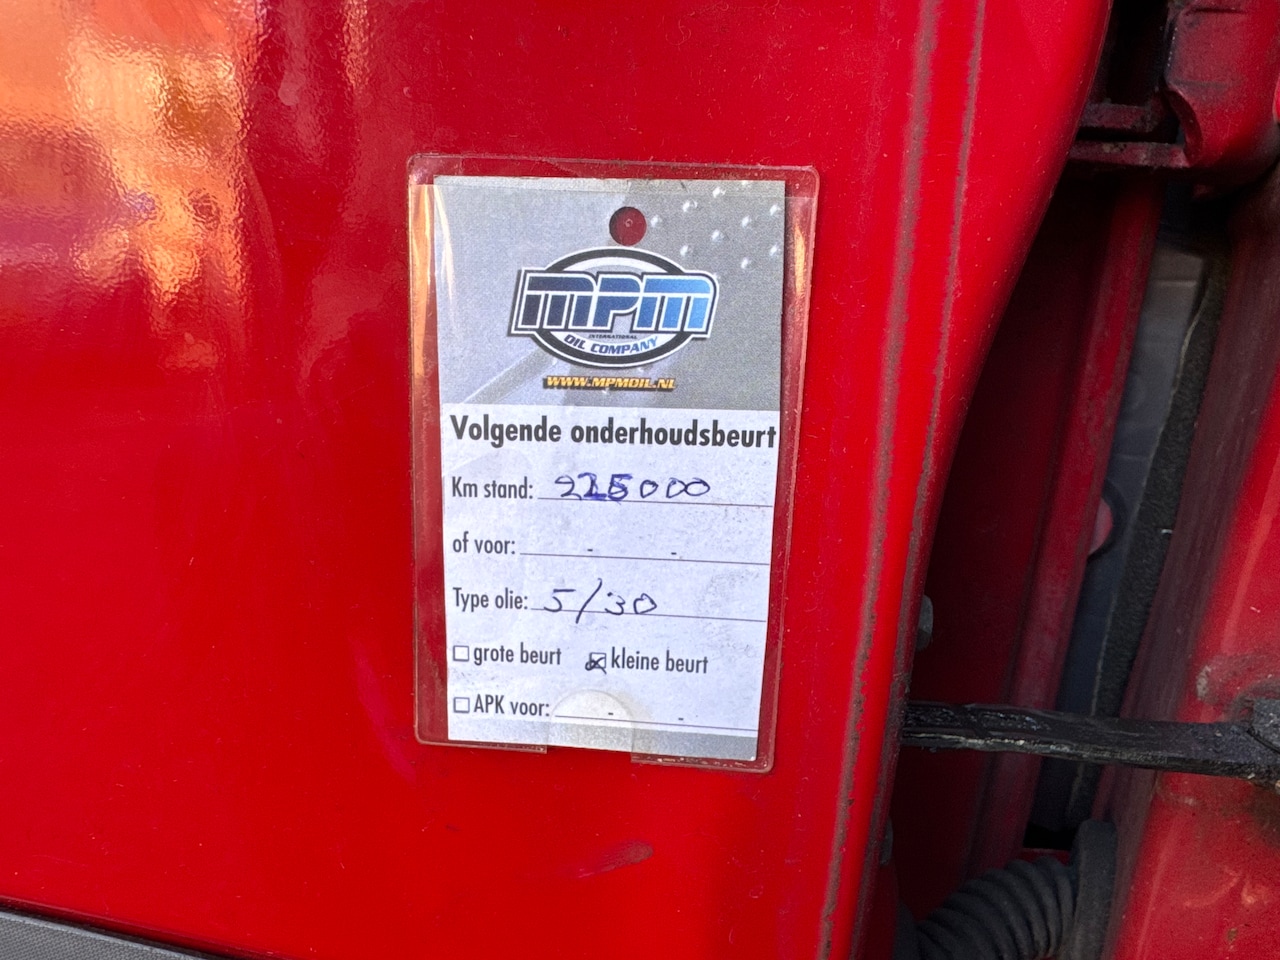 MPM
INTERNATIONAL
OIL COMPANY
WWW.MPMOIL.NL
Volgende onderhoudsbeurt
Km stand: 225000
of voor: - -
Type olie: 5/30
grote beurt kleine beurt
APK voor: - -